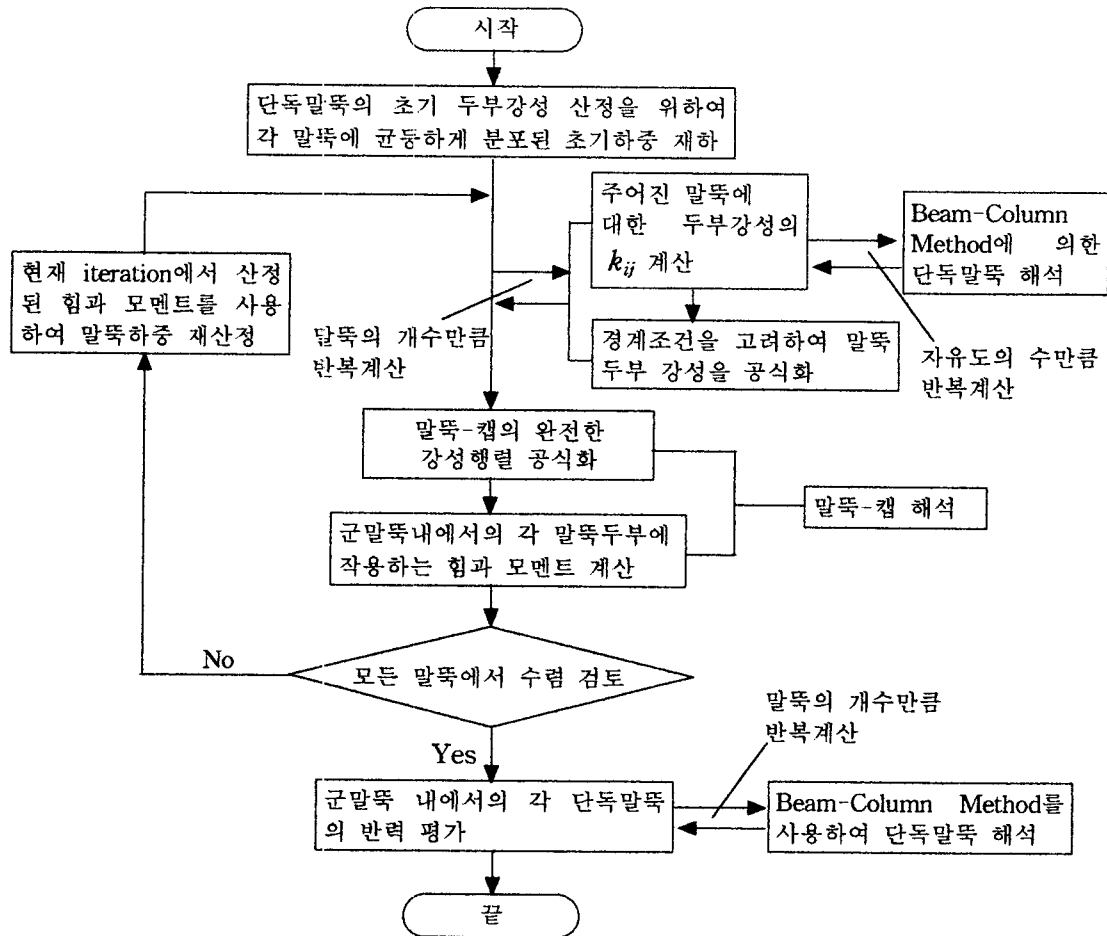 시작
단독말뚝의 초기 두부강성 산정을 위하여
각 말뚝에 균등하게 분포된 초기하중 재하
주어진 말뚝에
대한 두부강성의
kij 계산
Beam-Column
Method에 의한
단독말뚝 해석
현재 iteration에서 산정
된 힘과 모멘트를 사용
하여 말뚝하중 재산정
말뚝의 개수만큼
반복계산
경계조건을 고려하여 말뚝
두부 강성을 공식화
자유도의 수만큼
반복계산
말뚝-캡의 완전한
강성행렬 공식화
말뚝-캡 해석
군말뚝내에서의 각 말뚝두부에
작용하는 힘과 모멘트 계산
No
모든 말뚝에서 수렴 검토
말뚝의 개수만큼
반복계산
Yes
군말뚝 내에서의 각 단독말뚝
의 반력 평가
Beam-Column Method를
사용하여 단독말뚝 해석
끝